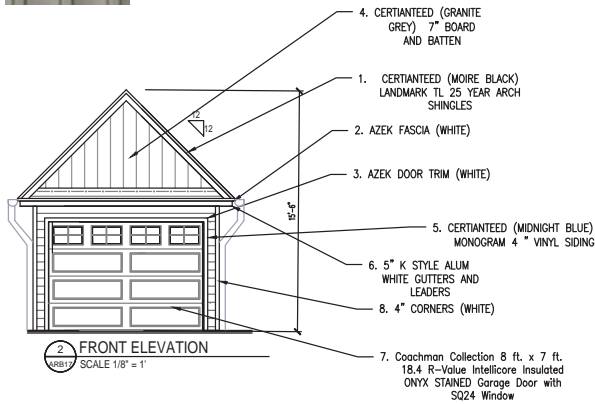 4. CERTIANTEED (GRANITE
GREY) 7" BOARD
AND BATTEN
1. CERTIANTEED (MOIRE BLACK)
LANDMARK TL 25 YEAR ARCH
SHINGLES
12
12
2. AZEK FASCIA (WHITE)
3. AZEK DOOR TRIM (WHITE)
15'-6"
5. CERTIANTEED (MIDNIGHT BLUE)
MONOGRAM 4 " VINYL SIDING
6. 5" K STYLE ALUM
WHITE GUTTERS AND
LEADERS
8. 4" CORNERS (WHITE)
7. Coachman Collection 8 ft. x 7 ft.
18.4 R-Value Intellicore Insulated
ONYX STAINED Garage Door with
SQ24 Window
2
ARB17
FRONT ELEVATION
SCALE 1/8" = 1'